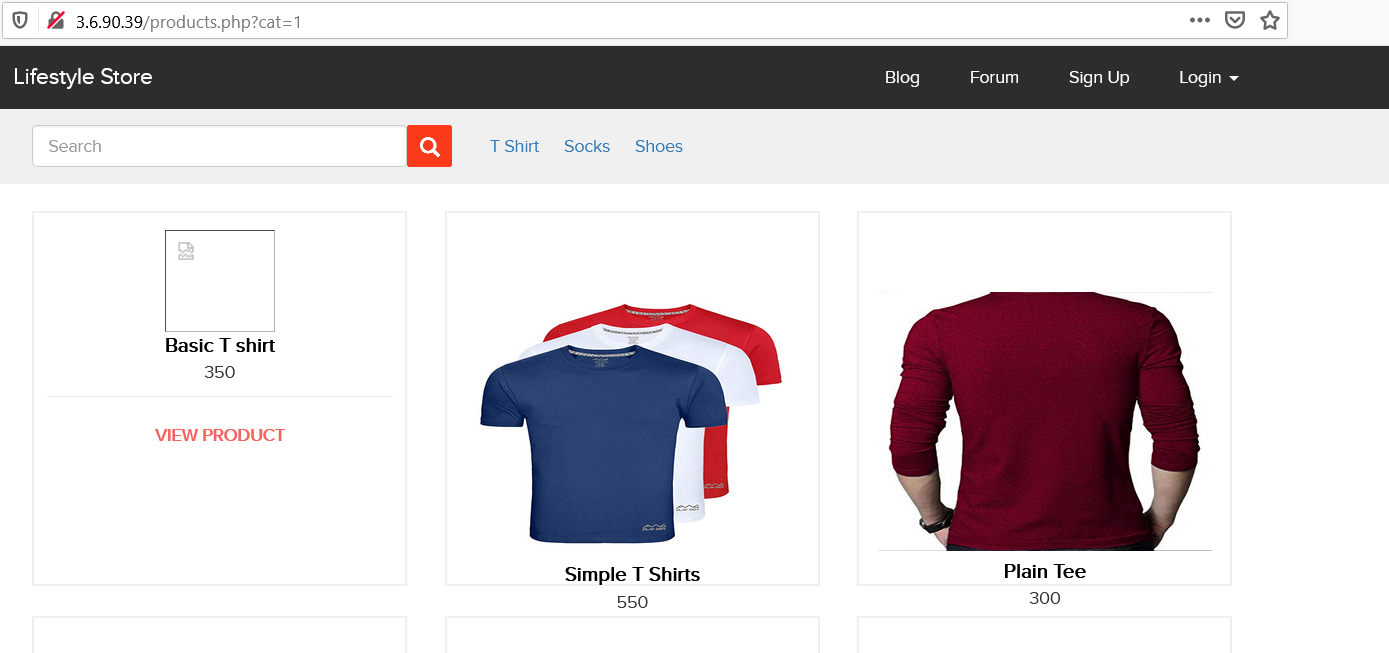 3.6.90.39/products.php?cat=1
Lifestyle Store
Blog
Forum
Sign Up
Login
Search
T Shirt
Socks
Shoes
Basic T shirt
350
VIEW PRODUCT
Simple T Shirts
550
Plain Tee
300